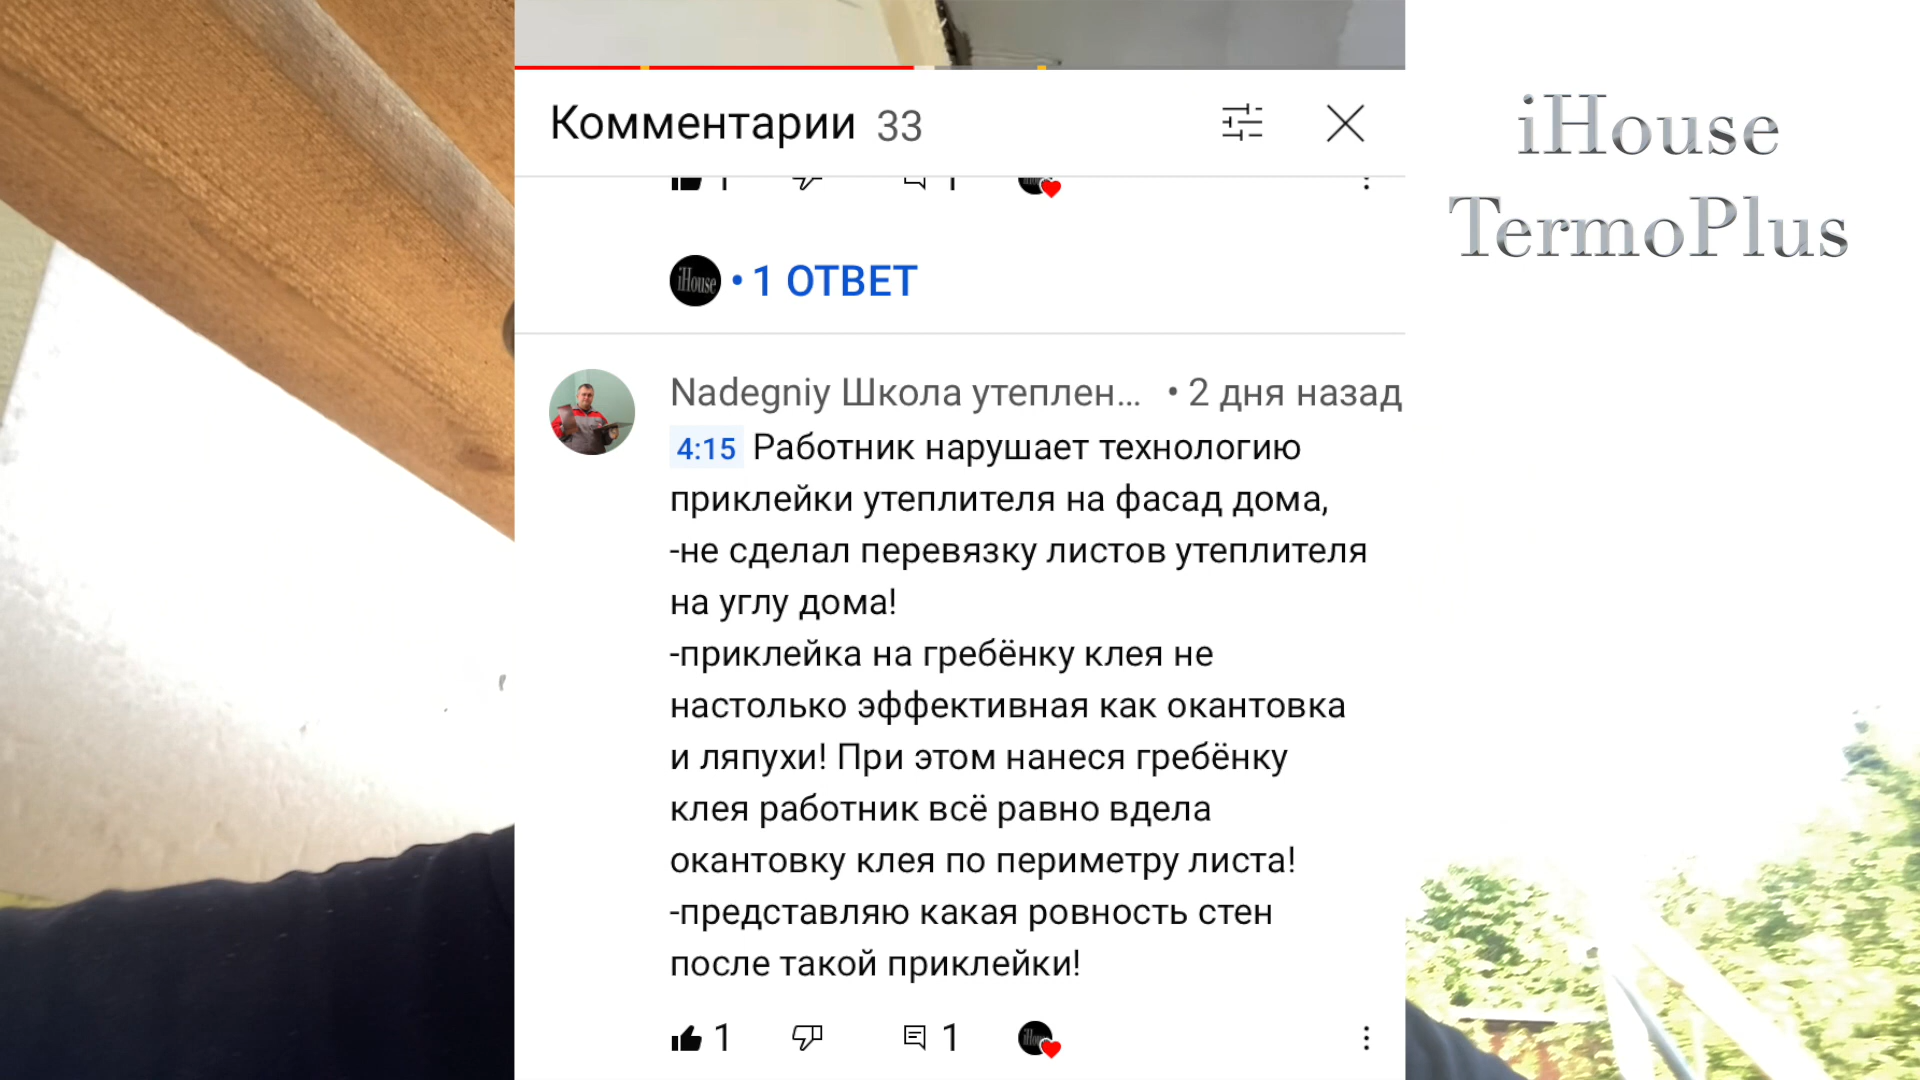 Комментарии 33
iHouse
TermoPlus
iHouse • 1 ОТВЕТ
Nadegniy Школа утеплен... • 2 дня назад
4:15 Работник нарушает технологию
приклейки утеплителя на фасад дома,
-не сделал перевязку листов утеплителя
на углу дома!
-приклейка на гребёнку клея не
настолько эффективная как окантовка
и ляпухи! При этом нанеся гребёнку
клея работник всё равно вдела
окантовку клея по периметру листа!
-представляю какая ровность стен
после такой приклейки!
1 1